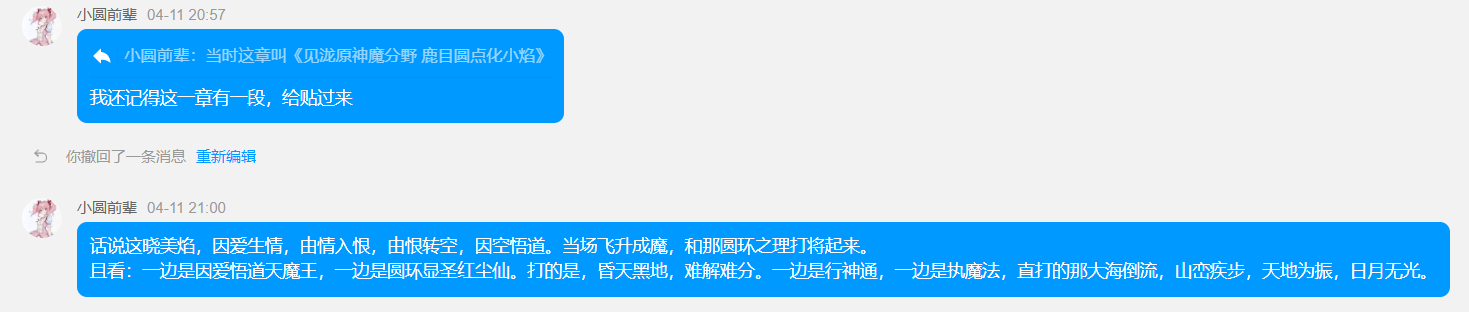 小圆前辈 04-11 20:57
小圆前辈：当时这章叫《见泷原神魔分野 鹿目圆点化小焰》
我还记得这一章有一段，给贴过来
你撤回了一条消息 重新编辑
小圆前辈 04-11 21:00
话说这晓美焰，因爱生情，由情入恨，由恨转空，因空悟道。当场飞升成魔，和那圆环之理打将起来。
且看：一边是因爱悟道天魔王，一边是圆环显圣红尘仙。打的是，昏天黑地，难解难分。一边是行神通，一边是执魔法，直打的那大海倒流，山峦疾步，天地为振，日月无光。